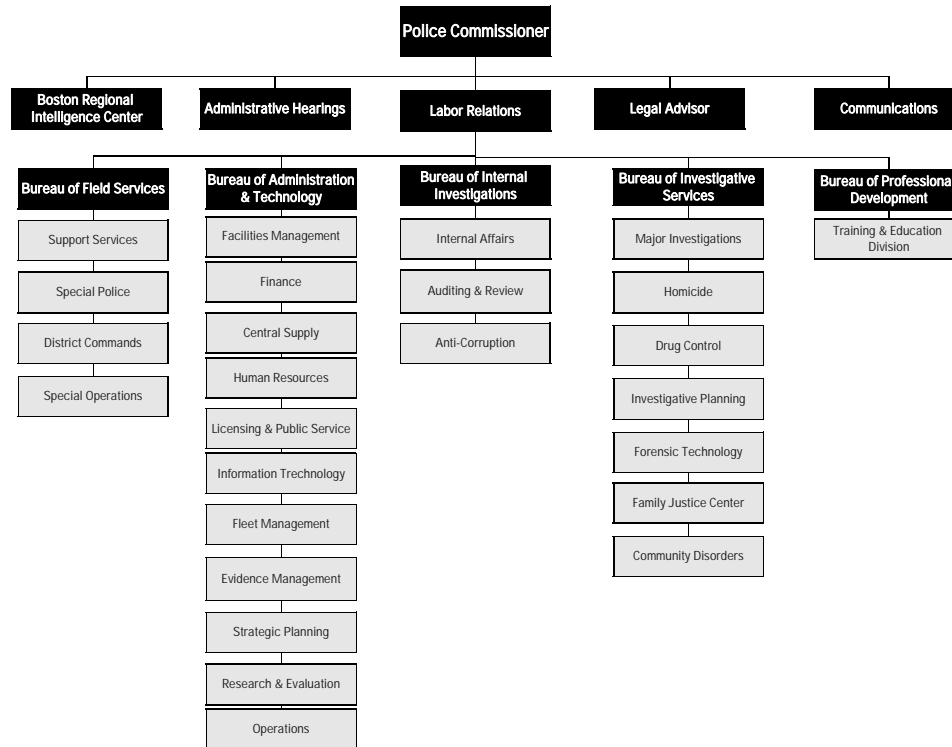 Police Commissioner
Boston Regional
Intelligence Center
Administrative Hearings
Labor Relations
Legal Advisor
Communications
Bureau of Field Services
Support Services
Special Police
District Commands
Special Operations
Bureau of Administration
& Technology
Facilities Management
Finance
Central Supply
Human Resources
Licensing & Public Service
Information Trechnology
Fleet Management
Evidence Management
Strategic Planning
Research & Evaluation
Operations
Bureau of Internal
Investigations
Internal Affairs
Auditing & Review
Anti-Corruption
Bureau of Investigative
Services
Major Investigations
Homicide
Drug Control
Investigative Planning
Forensic Technology
Family Justice Center
Community Disorders
Bureau of Professiona
Development
Training & Education
Division